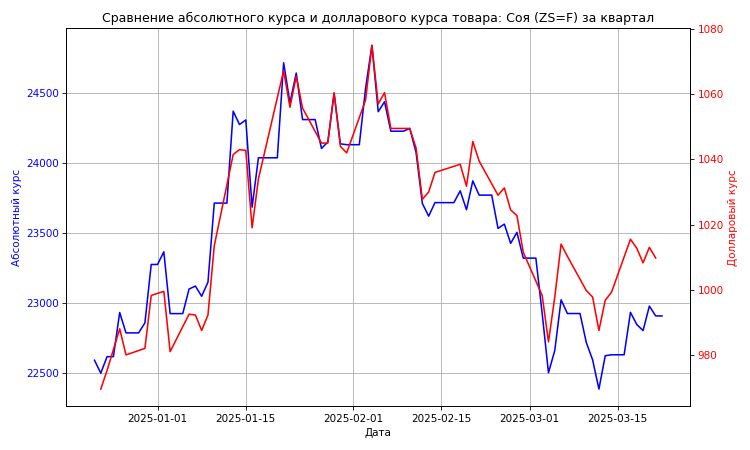 Сравнение абсолютного курса и долларового курса товара: Соя (ZS=F) за квартал
1080
24500
1060
24000
1040
23500
1020
23000
1000
22500
980
Абсолютный курс
Долларовый курс
2025-01-01 2025-01-15 2025-02-01 2025-02-15 2025-03-01 2025-03-15
Дата